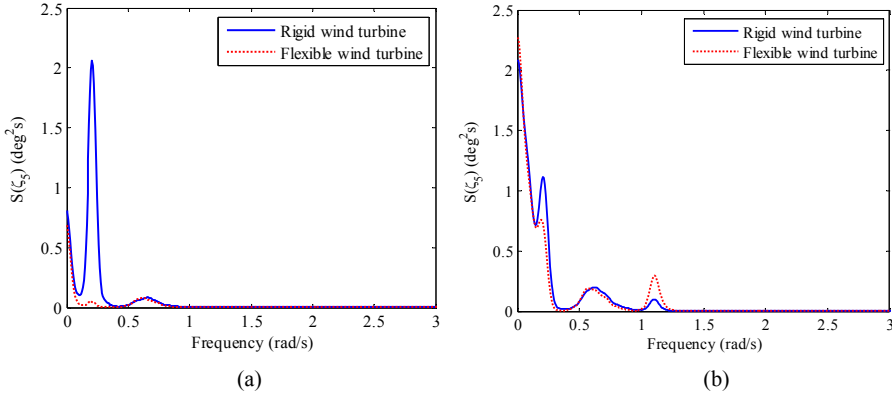 Rigid wind turbine
Flexible wind turbine
2.5
2
1.5
1
0.5
0
S(ζ₅) (deg²s)
0 0.5 1 1.5 2 2.5 3
Frequency (rad/s)
(a)
Rigid wind turbine
Flexible wind turbine
2.5
2
1.5
1
0.5
0
S(ζ₅) (deg²s)
0 0.5 1 1.5 2 2.5 3
Frequency (rad/s)
(b)